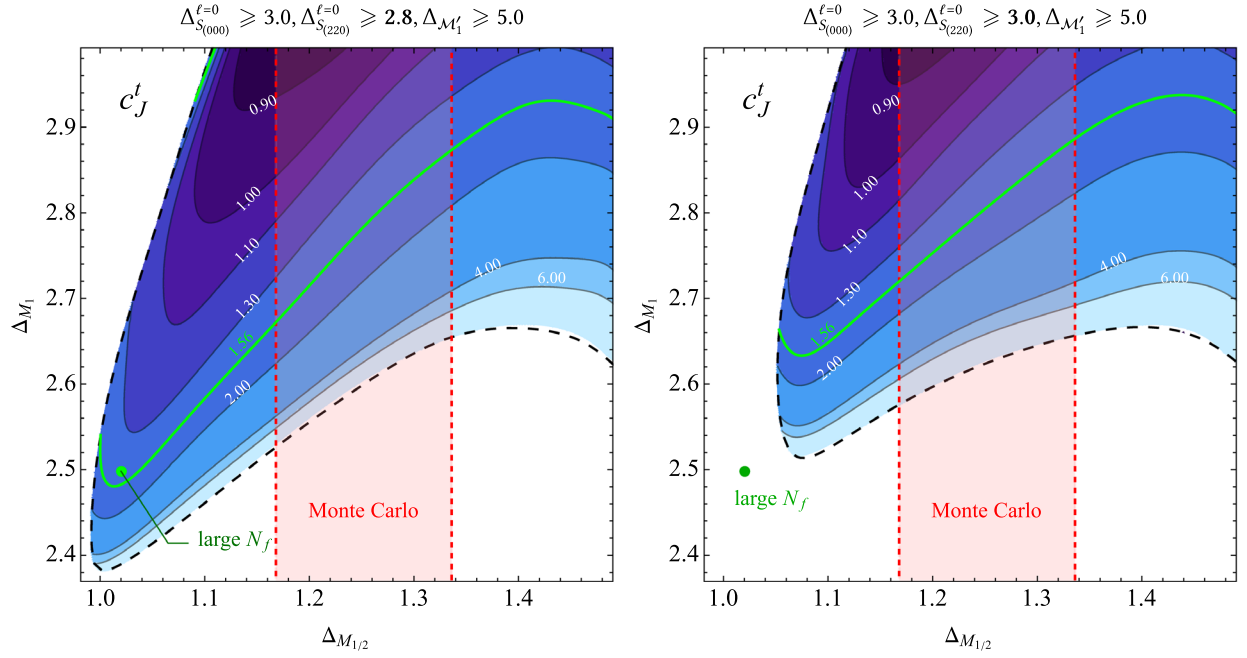 Δ_{S_{(000)}}^{ℓ=0} ⩾ 3.0, Δ_{S_{(220)}}^{ℓ=0} ⩾ 2.8, Δ_{ℳ′_1} ⩾ 5.0
c_J^t
0.90
1.00
1.10
1.30
1.56
2.00
4.00
6.00
large N_f
Monte Carlo
2.9
2.8
2.7
2.6
2.5
2.4
Δ_{M_1}
1.0 1.1 1.2 1.3 1.4
Δ_{M_{1/2}}
Δ_{S_{(000)}}^{ℓ=0} ⩾ 3.0, Δ_{S_{(220)}}^{ℓ=0} ⩾ 3.0, Δ_{ℳ′_1} ⩾ 5.0
c_J^t
0.90
1.00
1.10
1.30
1.56
2.00
4.00
6.00
large N_f
Monte Carlo
2.9
2.8
2.7
2.6
2.5
2.4
Δ_{M_1}
1.0 1.1 1.2 1.3 1.4
Δ_{M_{1/2}}